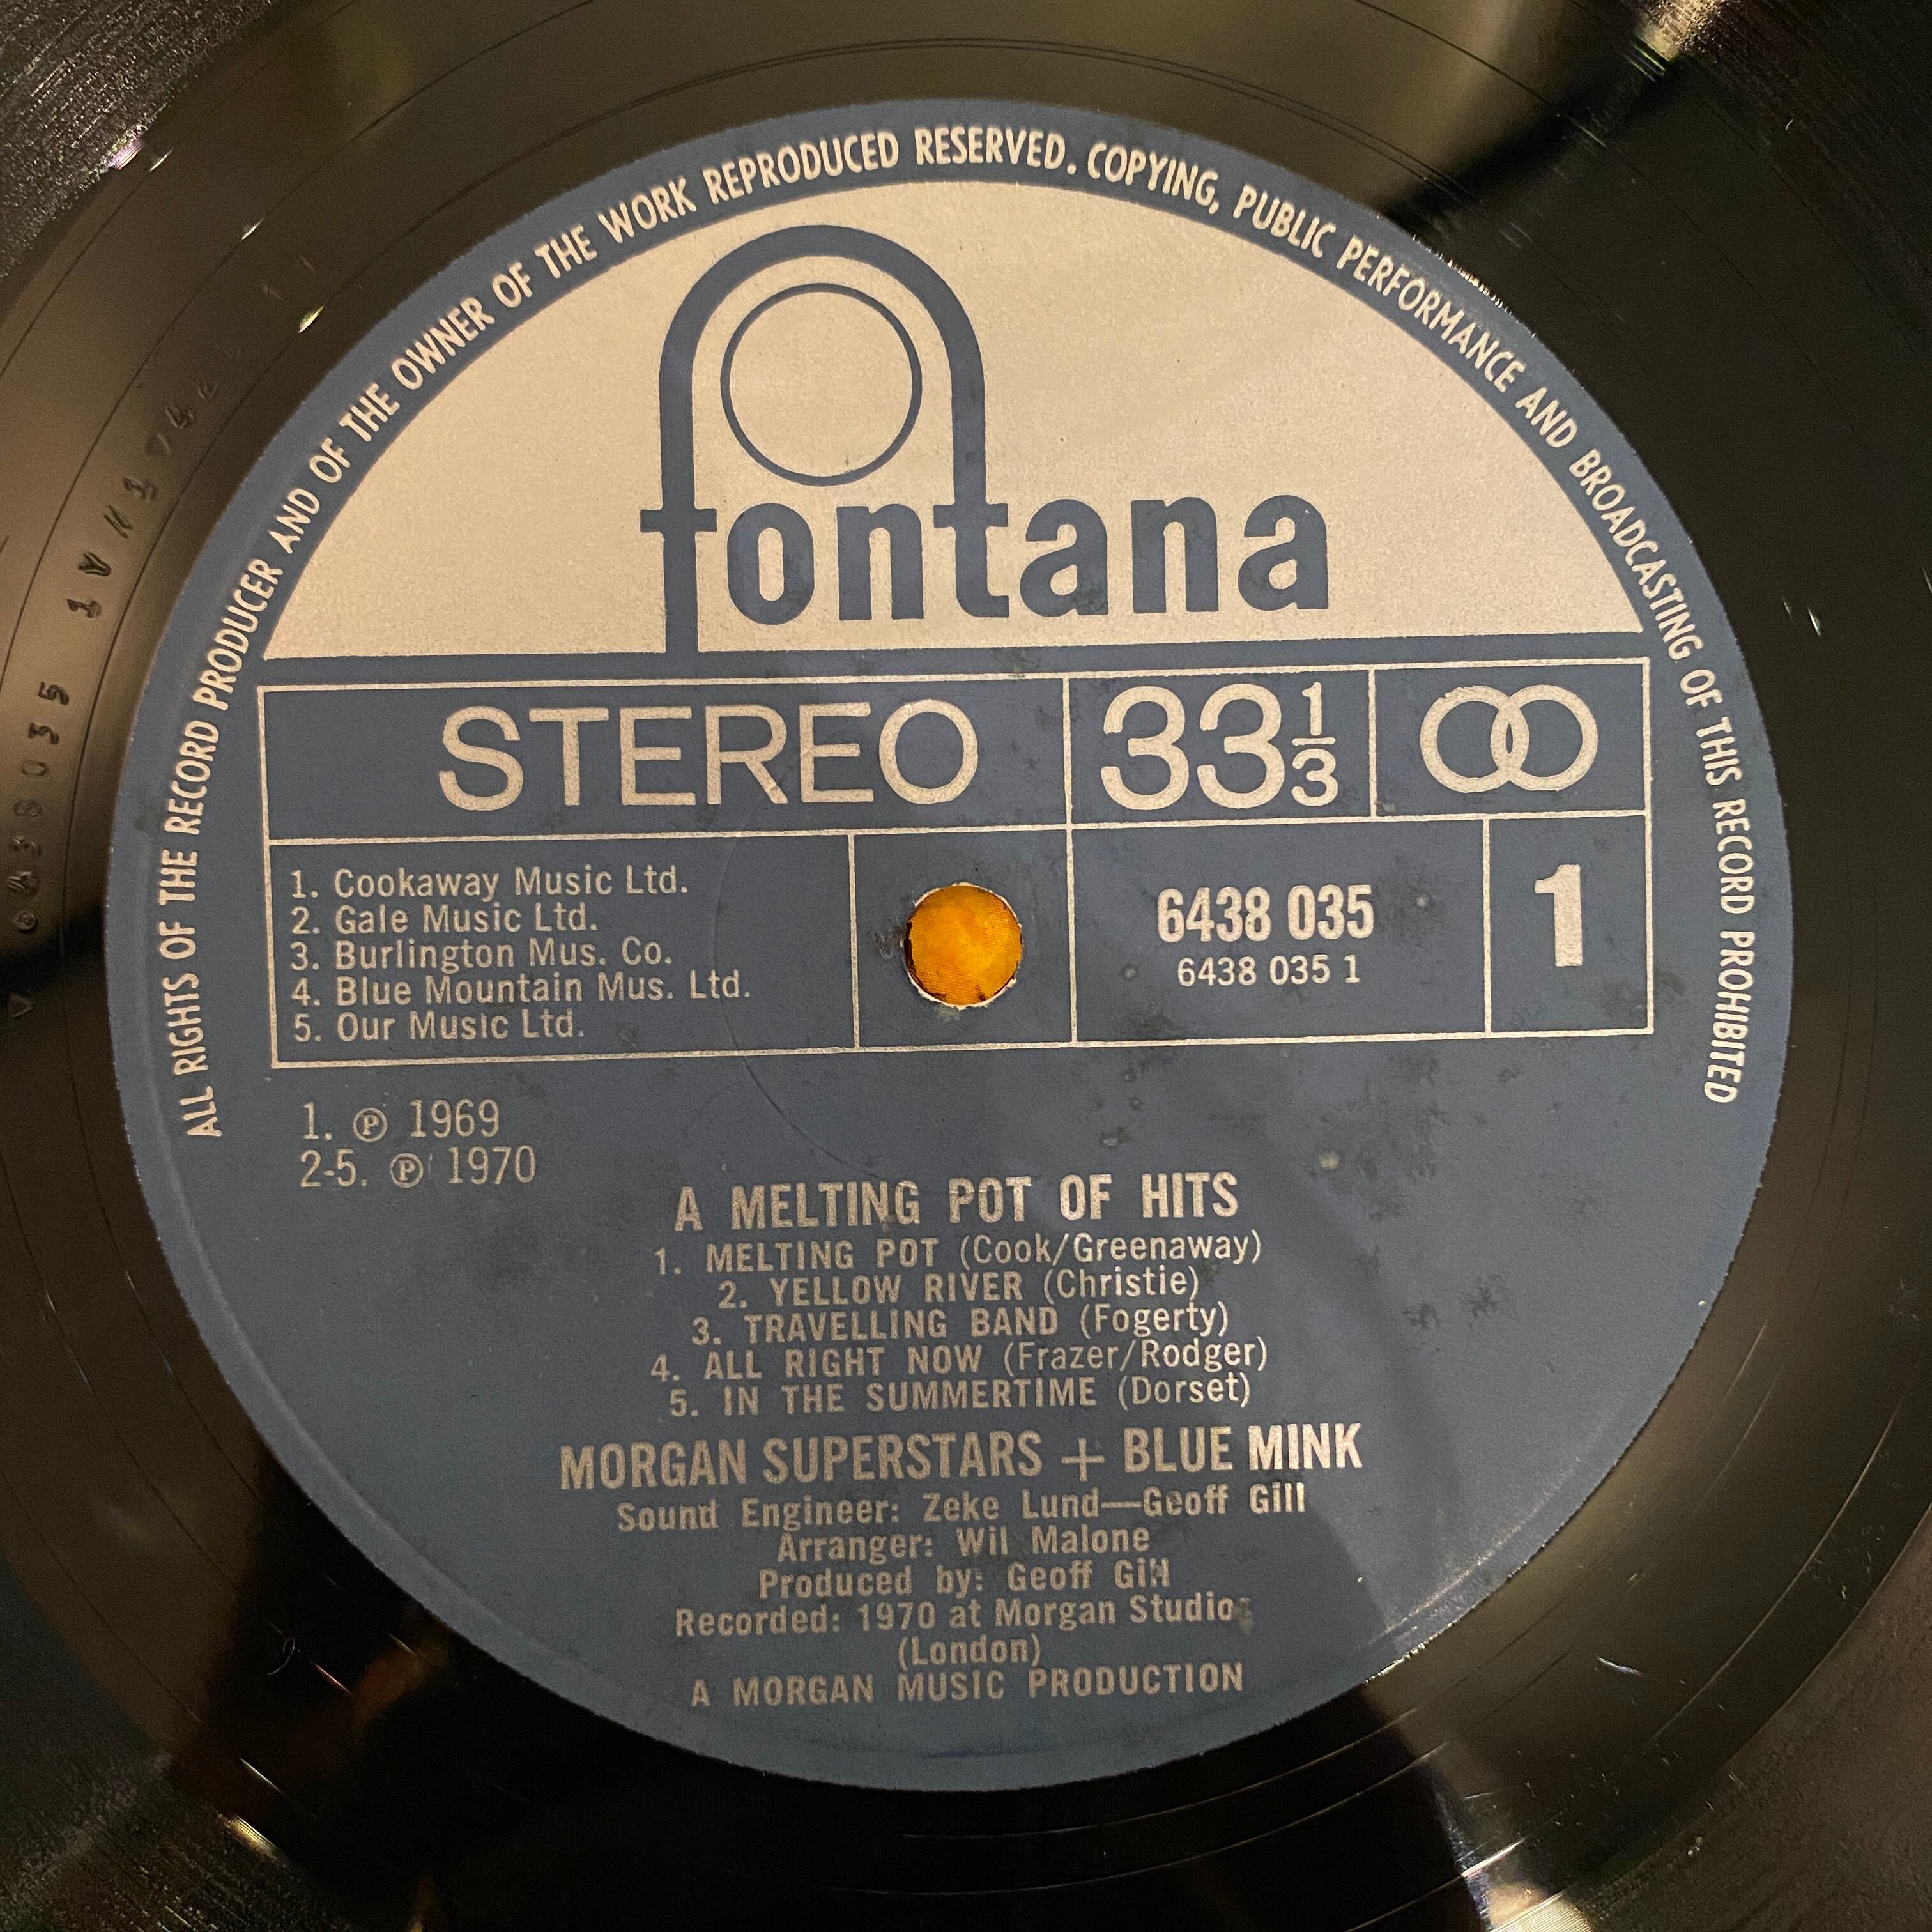 ALL RIGHTS OF THE RECORD PRODUCER AND OF THE OWNER OF THE WORK REPRODUCED RESERVED. COPYING, PUBLIC PERFORMANCE AND BROADCASTING OF THIS RECORD PROHIBITED
fontana
STEREO
33 1/3
1. Cookaway Music Ltd.
2. Gale Music Ltd.
3. Burlington Mus. Co.
4. Blue Mountain Mus. Ltd.
5. Our Music Ltd.
6438 035
6438 035 1
1
1. ℗ 1969
2-5. ℗ 1970
A MELTING POT OF HITS
1. MELTING POT (Cook/Greenaway)
2. YELLOW RIVER (Christie)
3. TRAVELLING BAND (Fogerty)
4. ALL RIGHT NOW (Frazer/Rodger)
5. IN THE SUMMERTIME (Dorset)
MORGAN SUPERSTARS + BLUE MINK
Sound Engineer: Zeke Lund—Geoff Gill
Arranger: Wil Malone
Produced by: Geoff Gill
Recorded: 1970 at Morgan Studios
(London)
A MORGAN MUSIC PRODUCTION